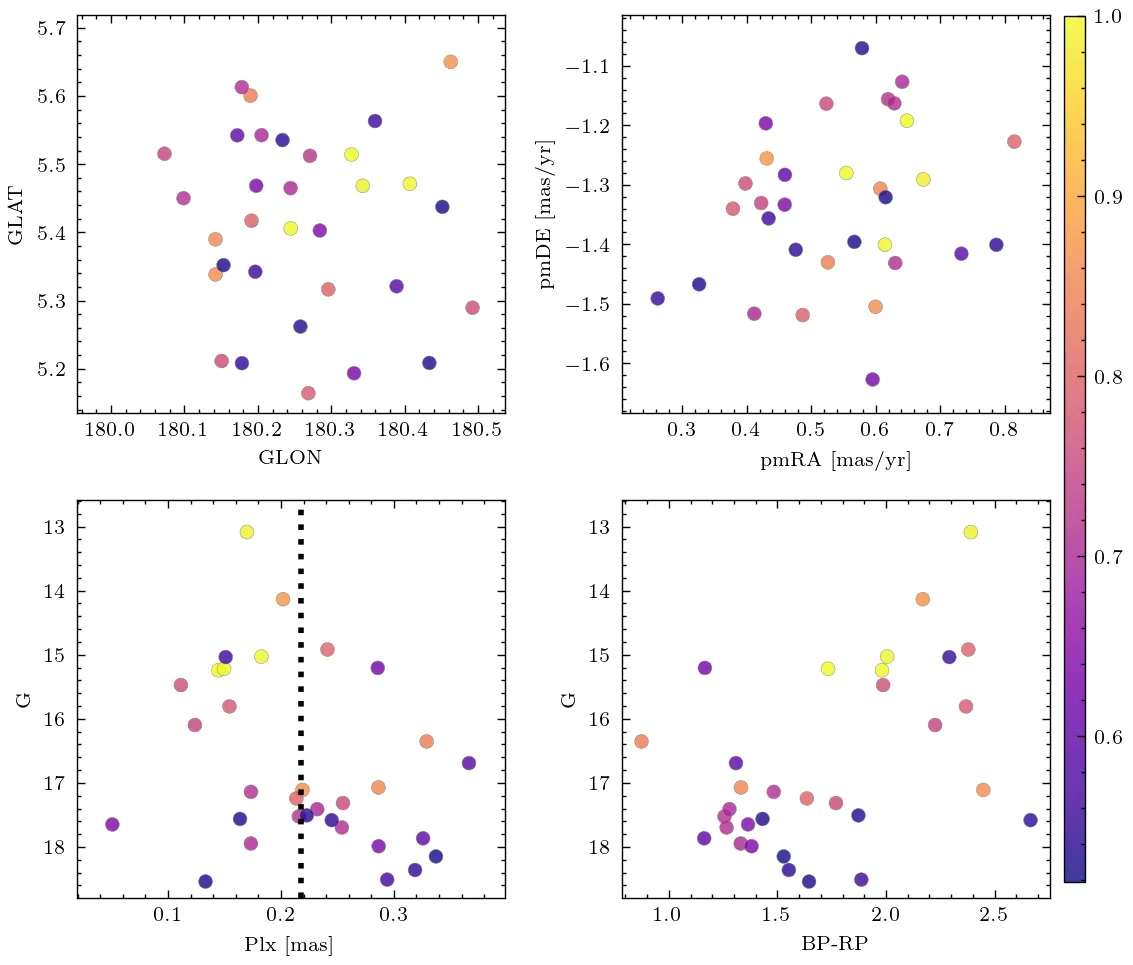 5.7
5.6
5.5
5.4
5.3
5.2
GLAT
180.0 180.1 180.2 180.3 180.4 180.5
GLON
−1.1
−1.2
−1.3
−1.4
−1.5
−1.6
pmDE [mas/yr]
0.3 0.4 0.5 0.6 0.7 0.8
pmRA [mas/yr]
1.0
0.9
0.8
0.7
0.6
13
14
15
16
17
18
G
0.1 0.2 0.3
Plx [mas]
13
14
15
16
17
18
G
1.0 1.5 2.0 2.5
BP-RP